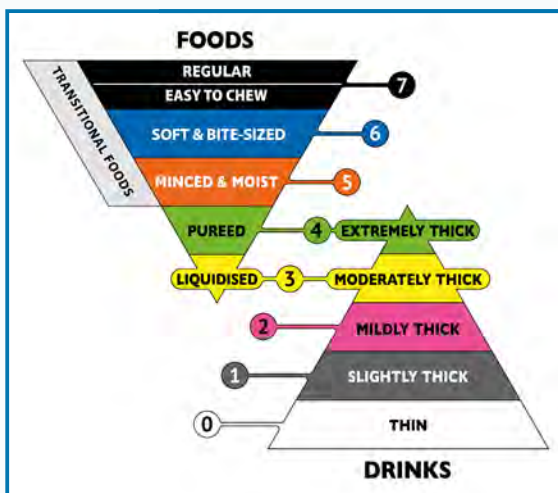 FOODS
REGULAR
7
EASY TO CHEW
TRANSITIONAL FOODS
SOFT & BITE-SIZED
6
MINCED & MOIST
5
PUREED
4
EXTREMELY THICK
LIQUIDISED
3
MODERATELY THICK
2
MILDLY THICK
1
SLIGHTLY THICK
0
THIN
DRINKS